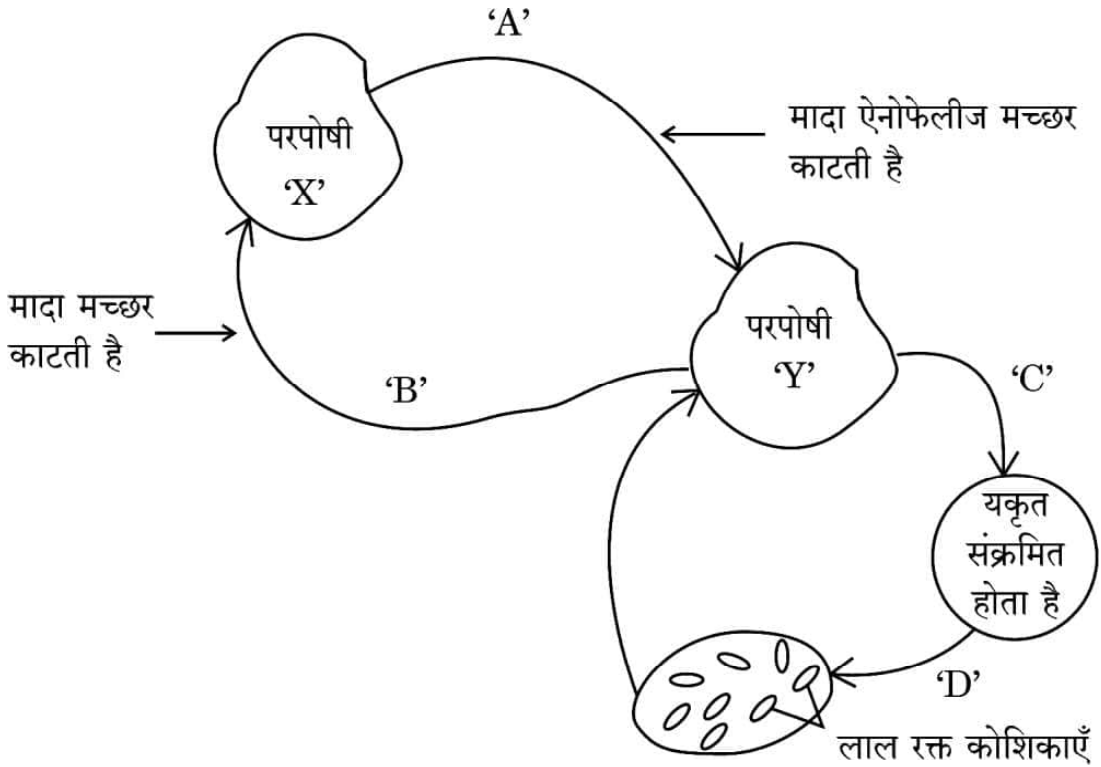 ‘A’
परपोषी
‘X’
मादा ऐनोफेलीज मच्छर
काटती है
मादा मच्छर
काटती है
परपोषी
‘Y’
‘B’
‘C’
यकृत
संक्रमित
होता है
‘D’
लाल रक्त कोशिकाएँ